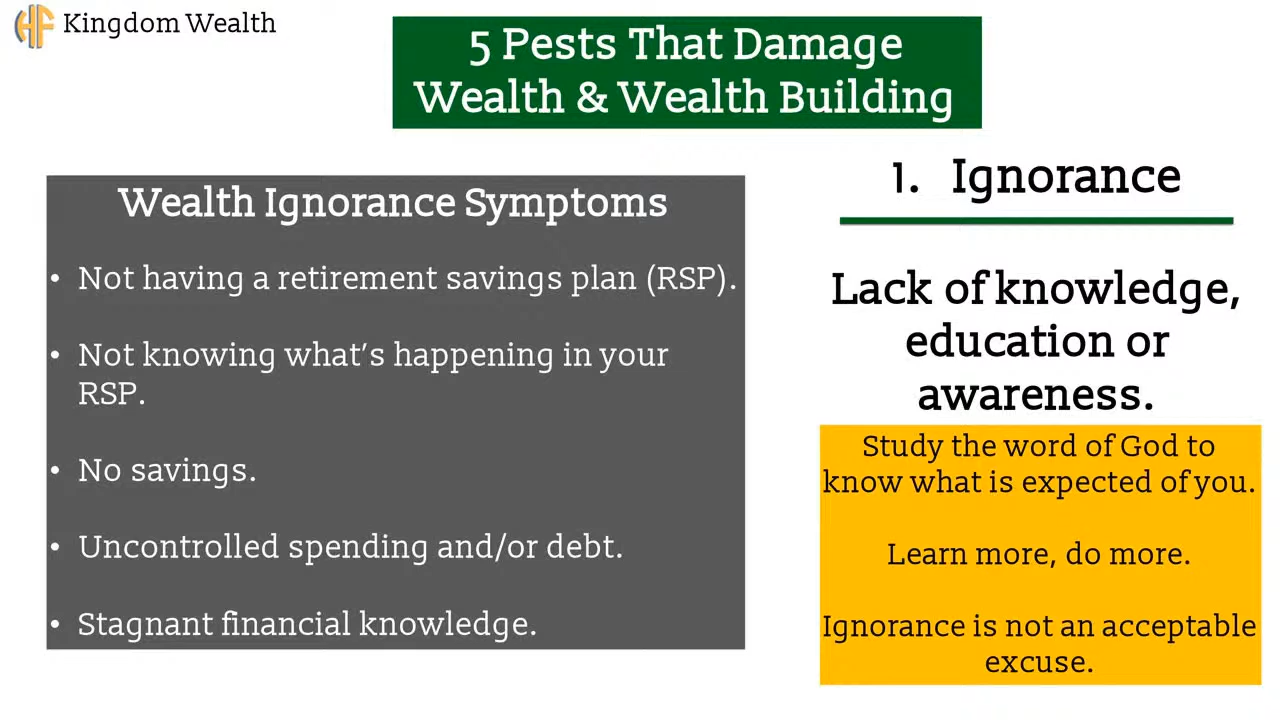 HF
Kingdom Wealth
5 Pests That Damage
Wealth & Wealth Building
Wealth Ignorance Symptoms
• Not having a retirement savings plan (RSP).
• Not knowing what’s happening in your
RSP.
• No savings.
• Uncontrolled spending and/or debt.
• Stagnant financial knowledge.
1. Ignorance
Lack of knowledge,
education or
awareness.
Study the word of God to
know what is expected of you.
Learn more, do more.
Ignorance is not an acceptable
excuse.